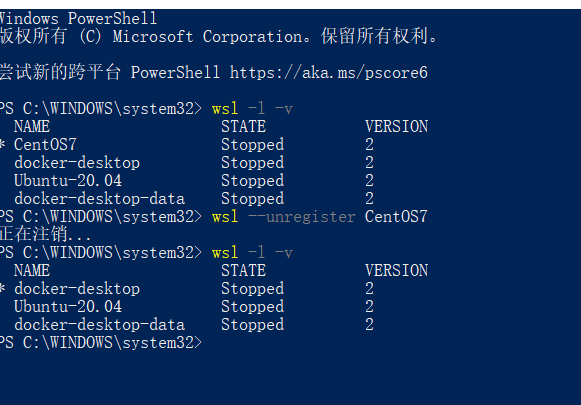 Windows PowerShell
版权所有 (C) Microsoft Corporation。保留所有权利。
尝试新的跨平台 PowerShell https://aka.ms/pscore6
PS C:\WINDOWS\system32> wsl -l -v
NAME STATE VERSION
* CentOS7 Stopped 2
docker-desktop Stopped 2
Ubuntu-20.04 Stopped 2
docker-desktop-data Stopped 2
PS C:\WINDOWS\system32> wsl --unregister CentOS7
正在注销...
PS C:\WINDOWS\system32> wsl -l -v
NAME STATE VERSION
* docker-desktop Stopped 2
Ubuntu-20.04 Stopped 2
docker-desktop-data Stopped 2
PS C:\WINDOWS\system32>